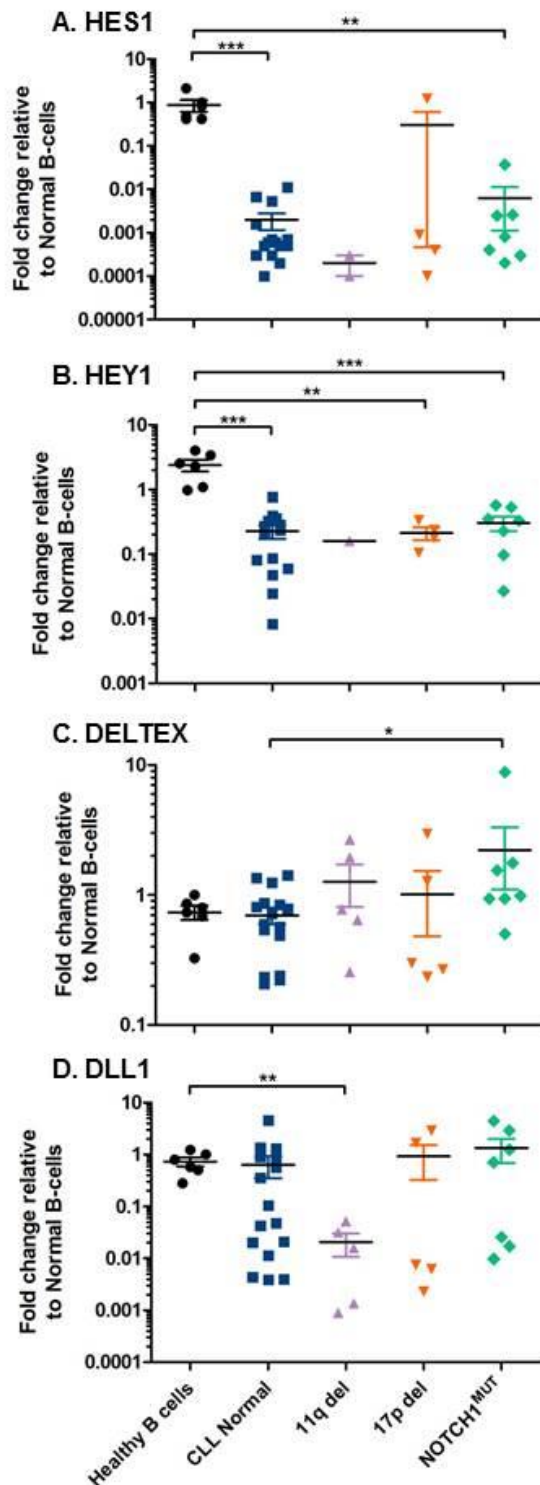 A. HES1
**
***
Fold change relative
to Normal B-cells
10
1
0.1
0.01
0.001
0.0001
0.00001
B. HEY1
***
**
***
Fold change relative
to Normal B-cells
10
1
0.1
0.01
0.001
C. DELTEX
*
Fold change relative
to Normal B-cells
10
1
0.1
D. DLL1
**
Fold change relative
to Normal B-cells
10
1
0.1
0.01
0.001
0.0001
Healthy B cells
CLL Normal
11q del
17p del
NOTCH1MUT